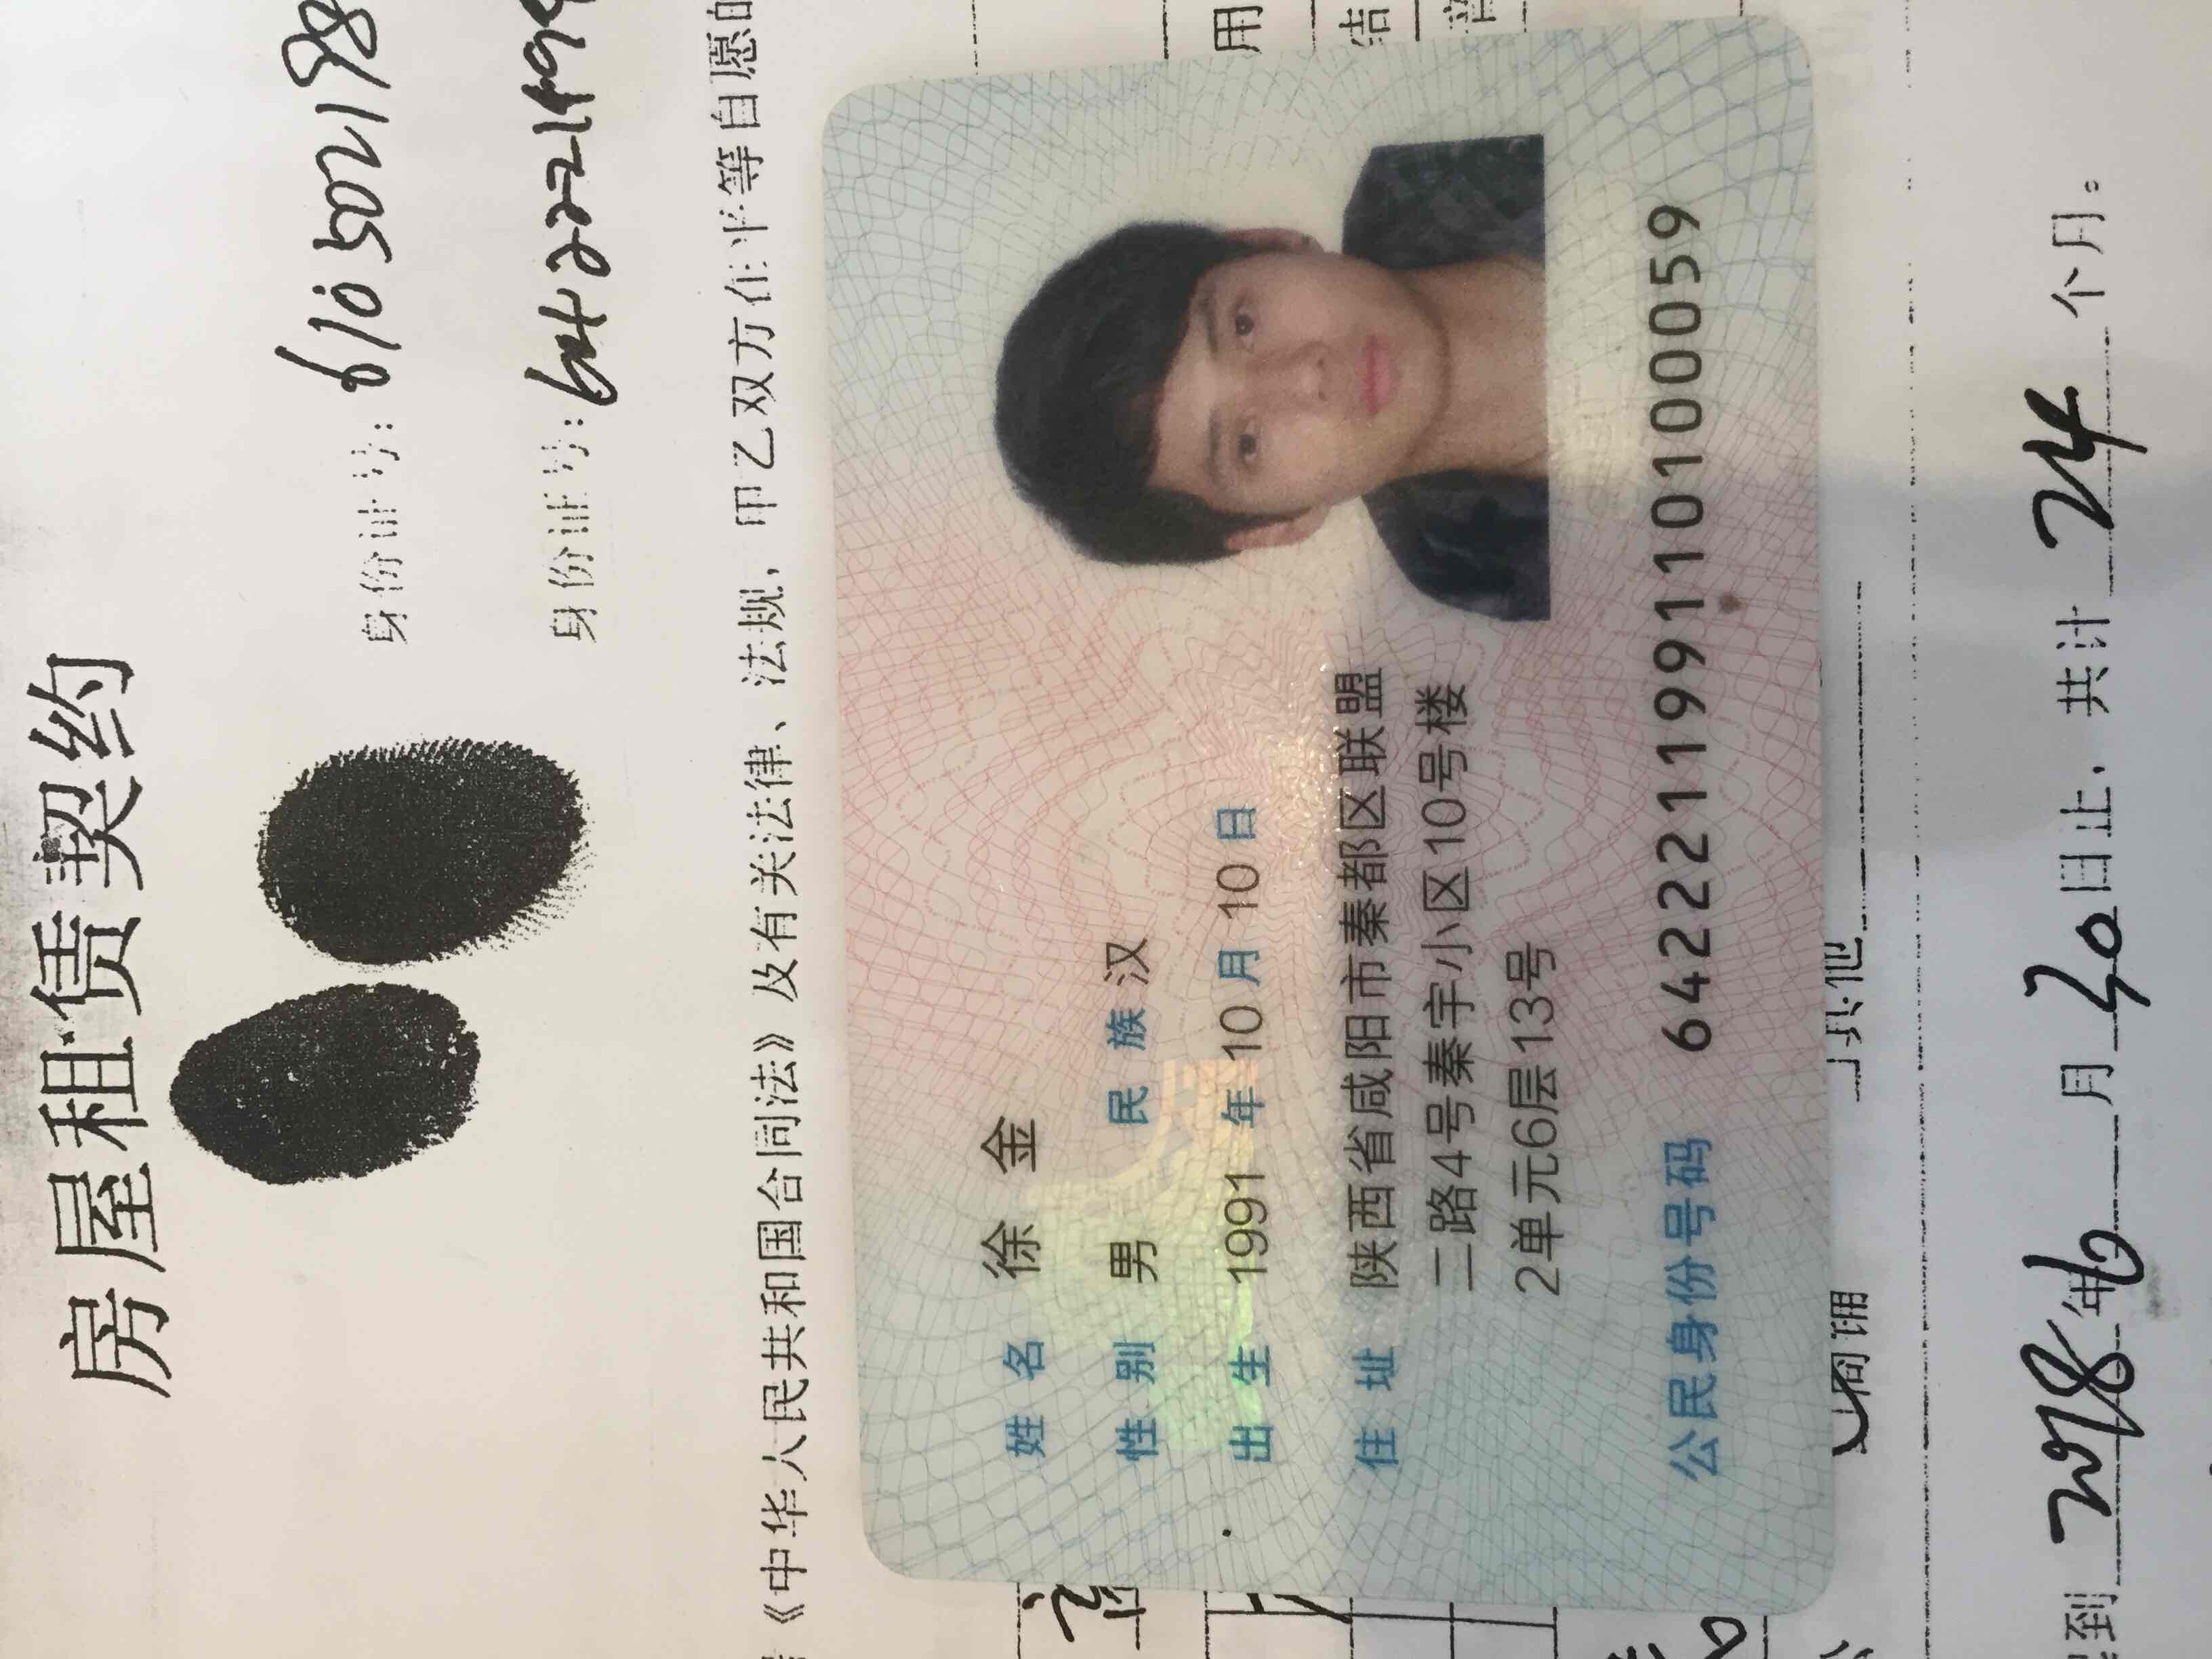 房屋租赁契约
身份证号：610502198
身份证号：642221199
《中华人民共和国合同法》及有关法律、法规，甲乙双方在平等自愿的
姓名 徐金
性别 男 民族 汉
出生 1991 年 10 月 10 日
住址 陕西省咸阳市秦都区联盟
二路4号秦宇小区10号楼
2单元6层13号
公民身份号码 642221199110100059
用
结
商铺 其他
到 2018 年 6 月 30 日止，共计 24 个月。